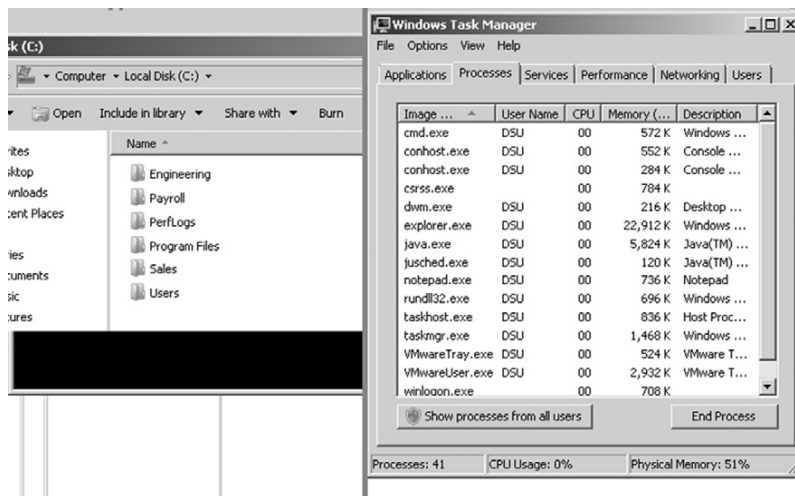 sk (C:)
Computer Local Disk (C:)
Open Include in library Share with Burn
rites
sktop
wnloads
cent Places
ries
cuments
sic
tures
Name
Engineering
Payroll
PerfLogs
Program Files
Sales
Users
Windows Task Manager
File Options View Help
Applications Processes Services Performance Networking Users
Image ... User Name CPU Memory (... Description
cmd.exe DSU 00 572 K Windows ...
conhost.exe DSU 00 552 K Console ...
conhost.exe DSU 00 284 K Console ...
csrss.exe 00 784 K
dwm.exe DSU 00 216 K Desktop ...
explorer.exe DSU 00 22,912 K Windows ...
java.exe DSU 00 5,824 K Java(TM) ...
jusched.exe DSU 00 120 K Java(TM) ...
notepad.exe DSU 00 736 K Notepad
rundll32.exe DSU 00 696 K Windows ...
taskhost.exe DSU 00 836 K Host Proc...
taskmgr.exe DSU 00 1,468 K Windows ...
VMwareTray.exe DSU 00 524 K VMware T...
VMwareUser.exe DSU 00 2,932 K VMware T...
winlogon.exe 00 708 K
Show processes from all users End Process
Processes: 41 CPU Usage: 0% Physical Memory: 51%